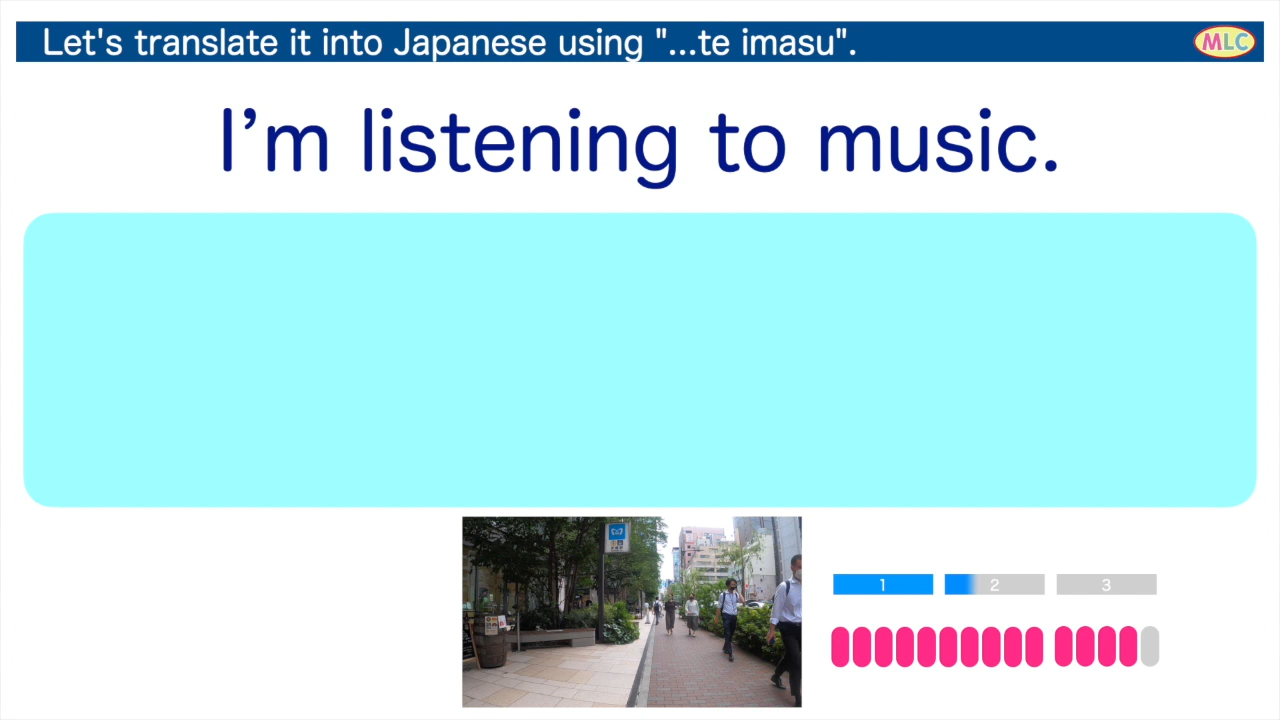 Let's translate it into Japanese using "...te imasu".
MLC
I'm listening to music.
1
2
3